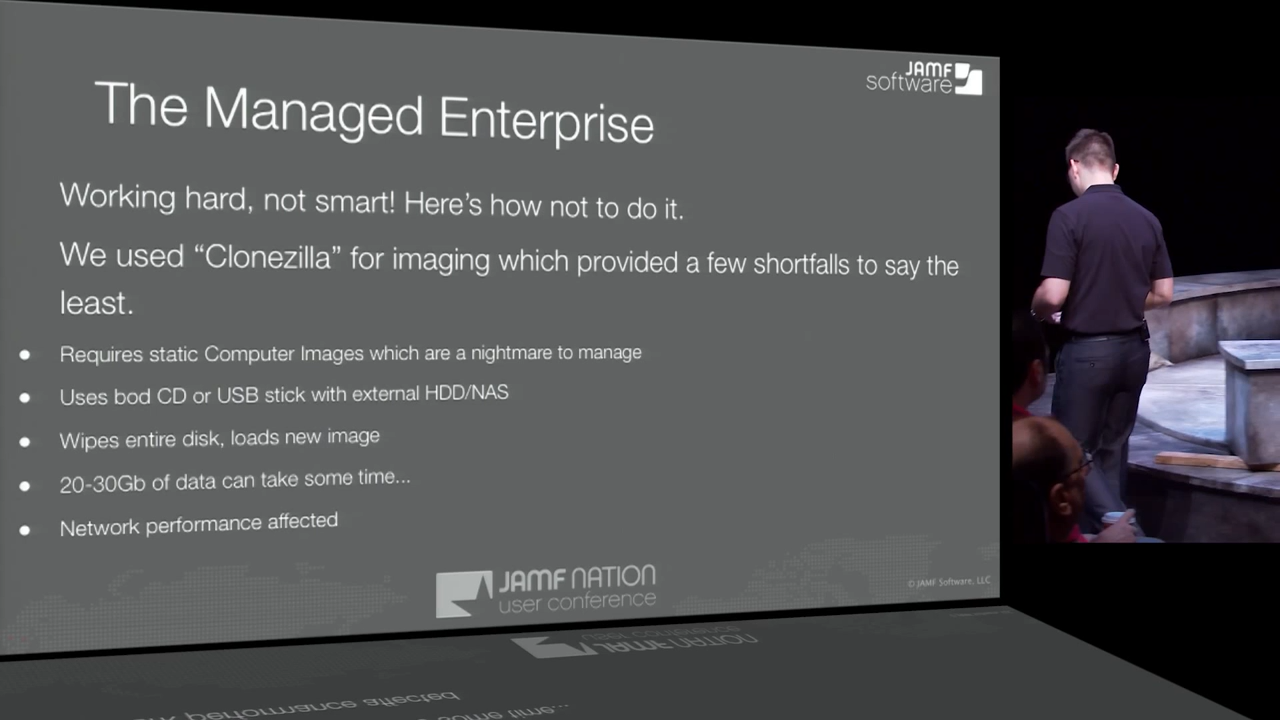 JAMF
software
The Managed Enterprise
Working hard, not smart! Here's how not to do it.
We used “Clonezilla” for imaging which provided a few shortfalls to say the
least.
Requires static Computer Images which are a nightmare to manage
Uses bod CD or USB stick with external HDD/NAS
Wipes entire disk, loads new image
20-30Gb of data can take some time...
Network performance affected
JAMF NATION
user conference
© JAMF Software, LLC